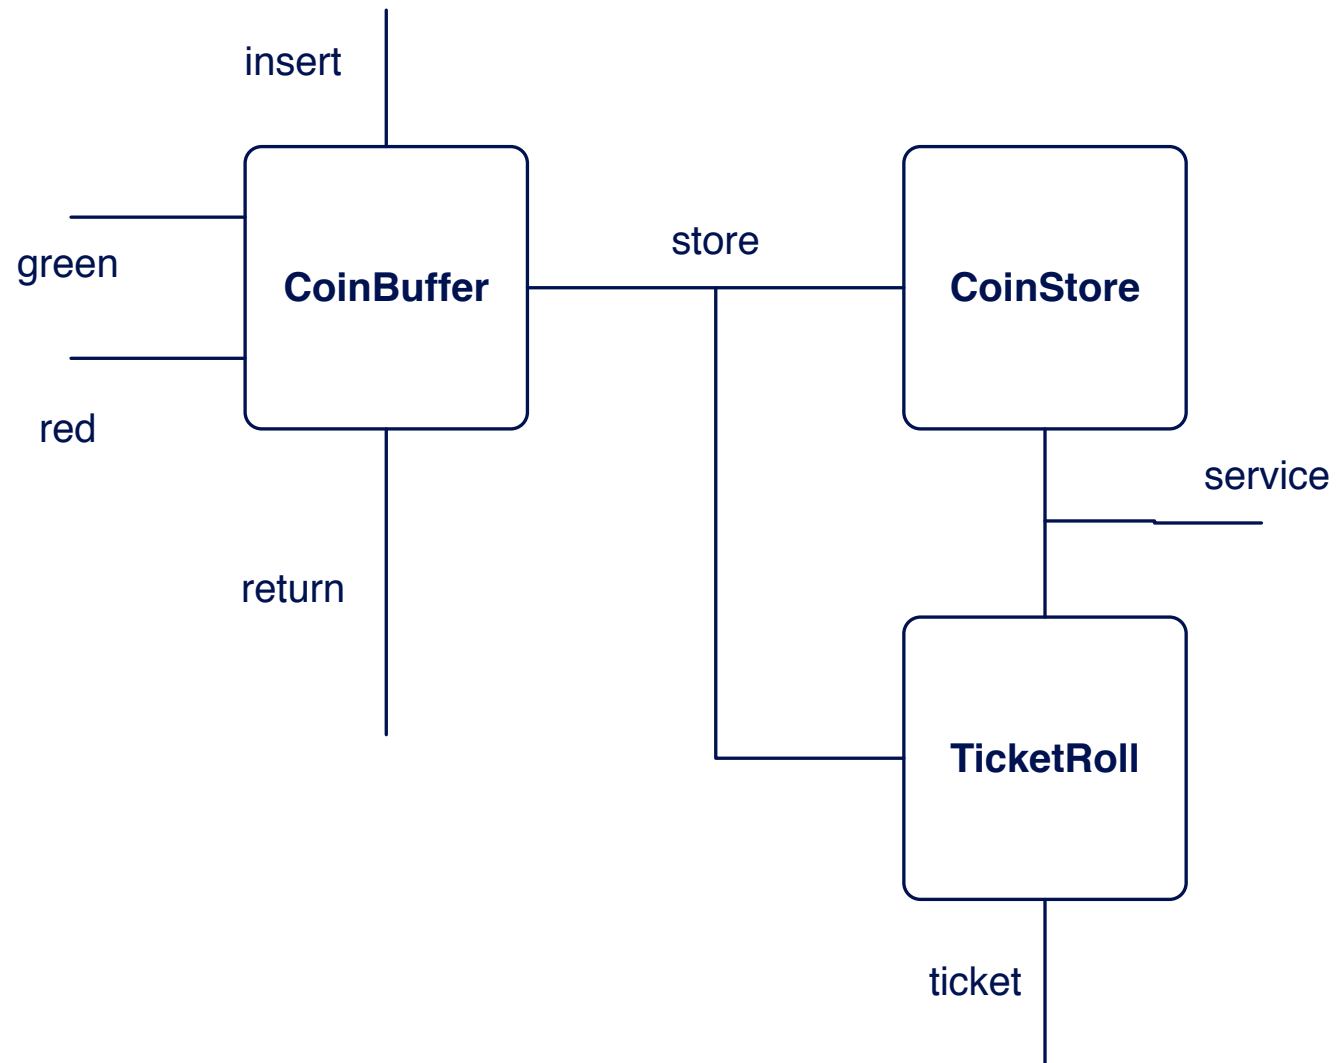 insert
store
green
CoinBuffer
CoinStore
red
service
return
TicketRoll
ticket